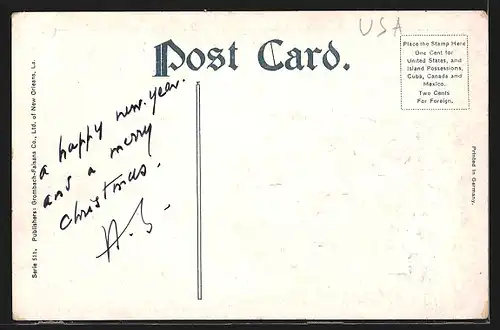 USA
Post Card.
Place the Stamp Here
One Cent for
United States, and
Island Possessions,
Cuba, Canada and
Mexico.
Two Cents
For Foreign.
a happy new. year.
and a merry
christmas.
H.S.
Serie 511. Publishers: Grombach-Faisans Co., Ltd. of New Orleans, La.
Printed in Germany.